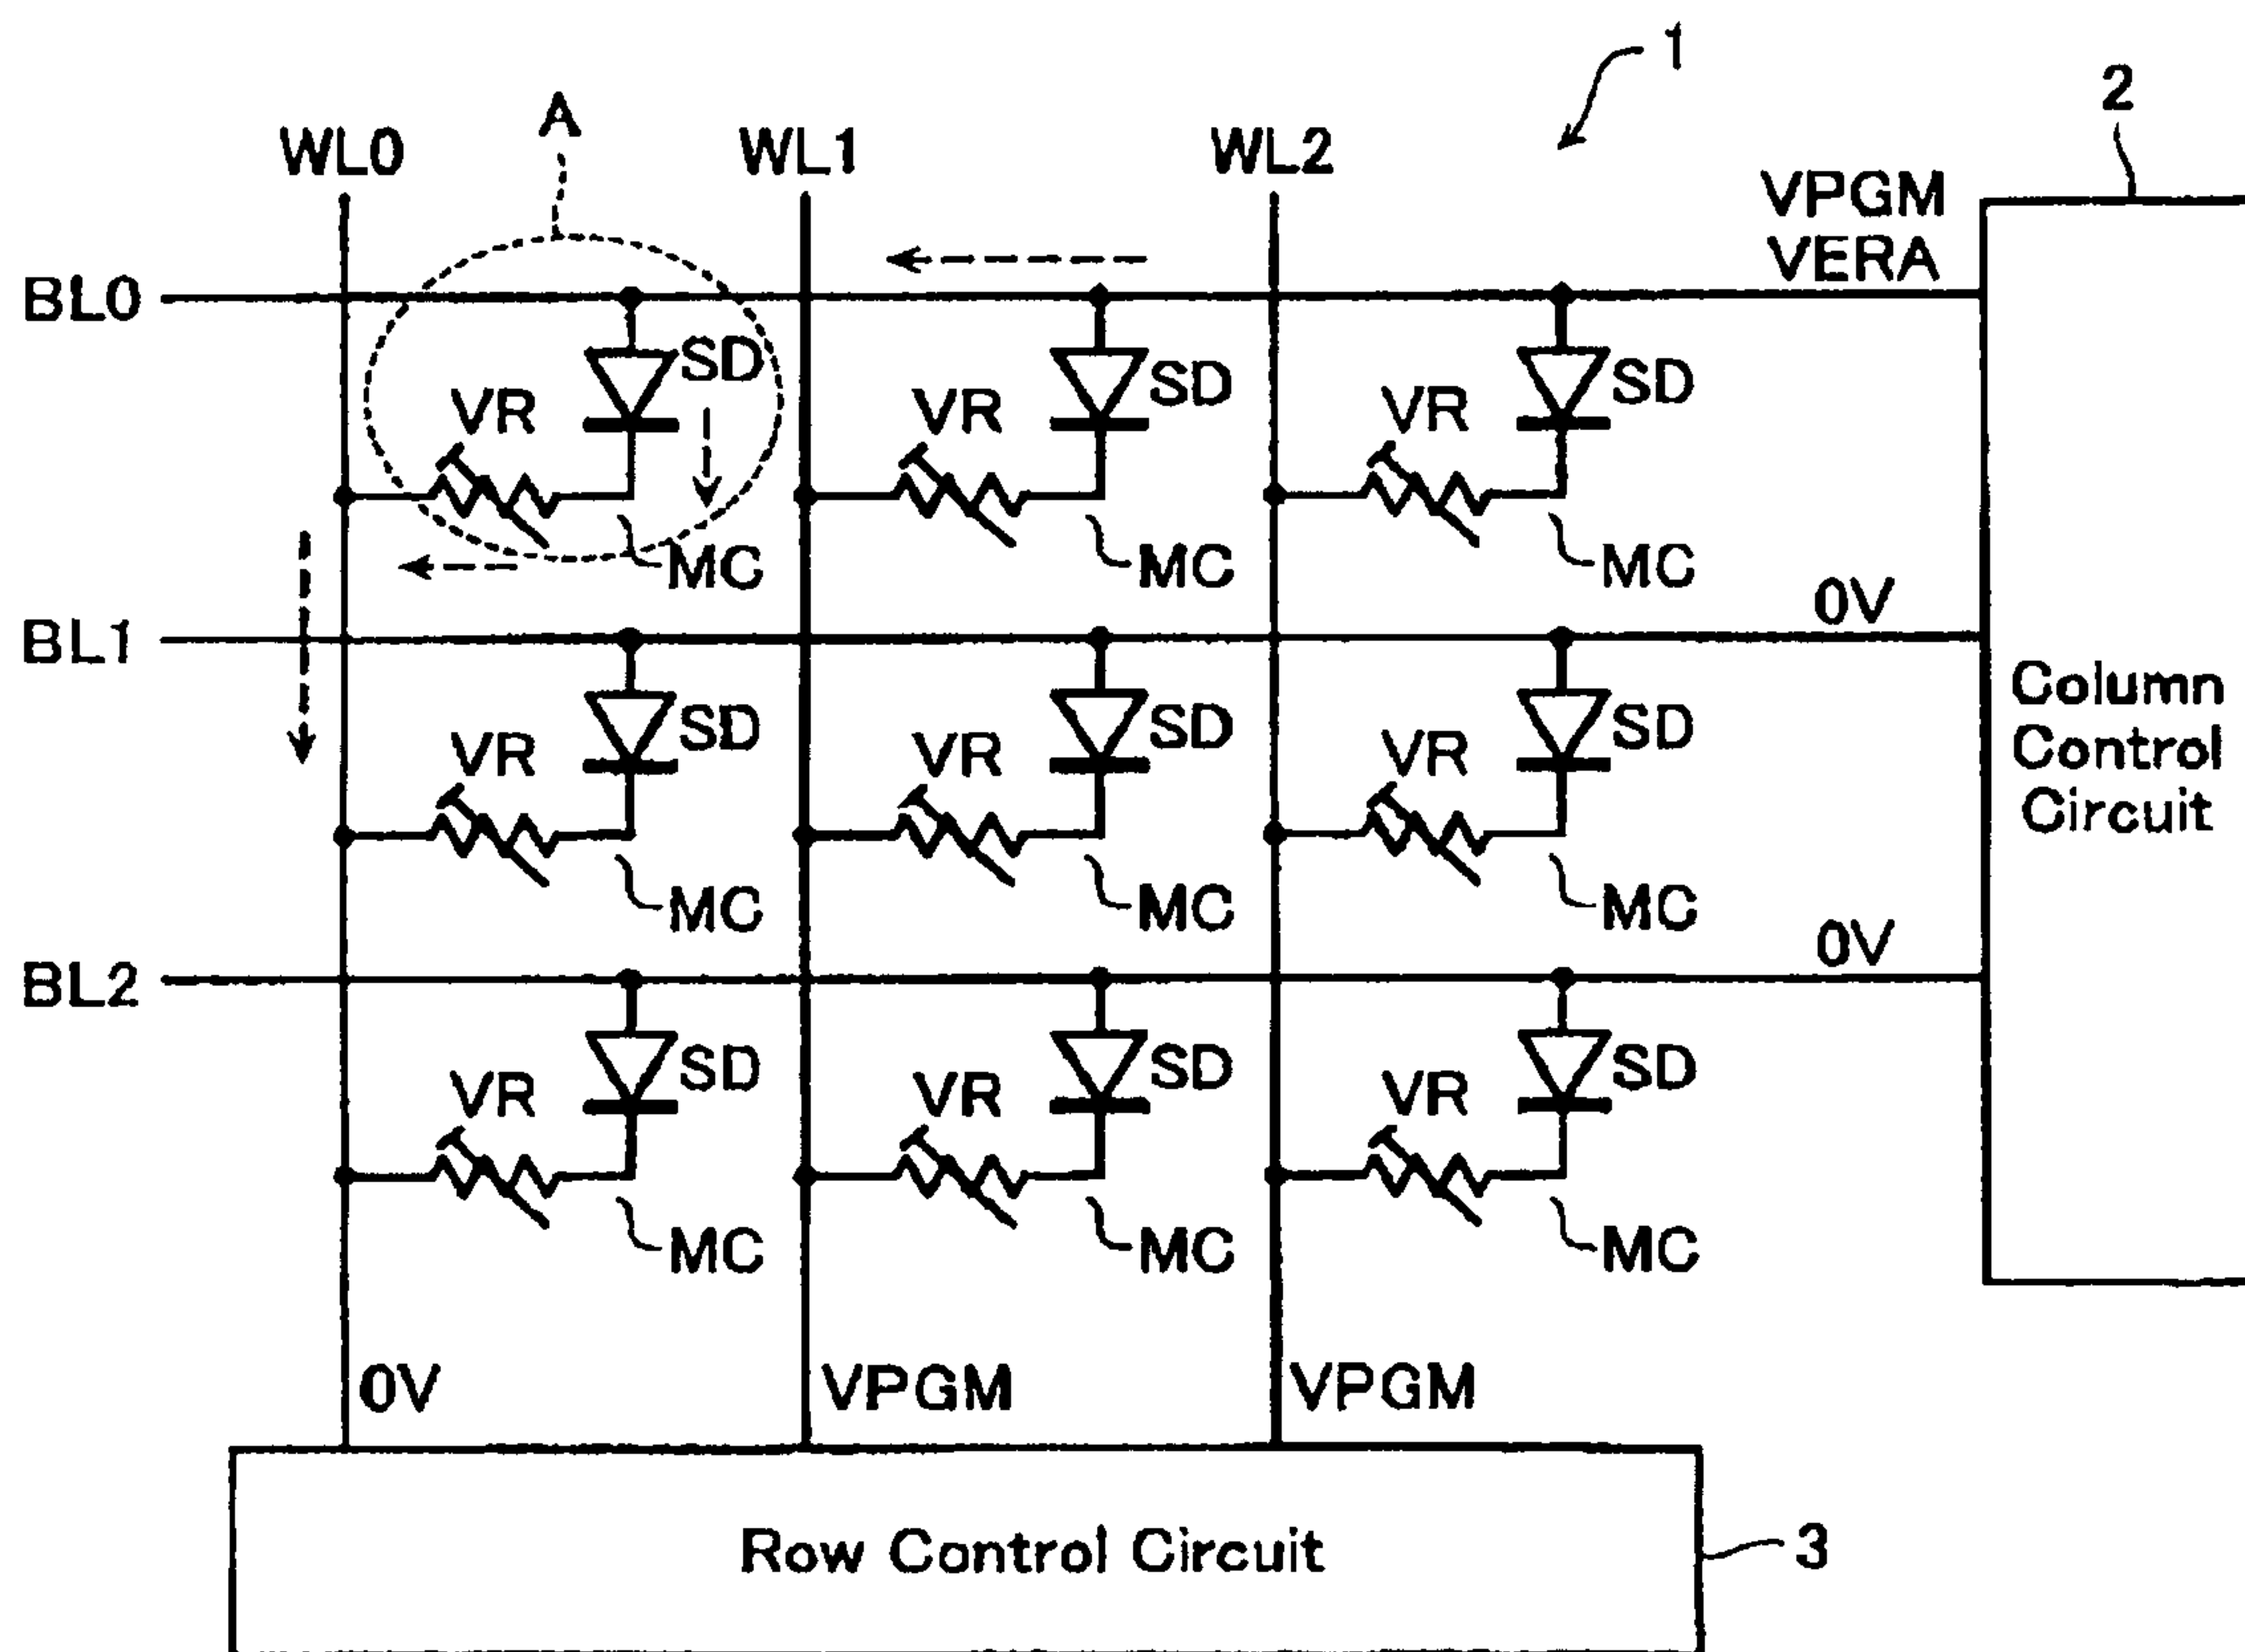 1
2
A
WL0 WL1 WL2
VPGM
VERA
BL0
SD SD SD
VR VR VR
MC MC MC
0V
BL1
SD SD SD
VR VR VR
MC MC MC
Column
Control
Circuit
0V
BL2
SD SD SD
VR VR VR
MC MC MC
0V VPGM VPGM
Row Control Circuit
3